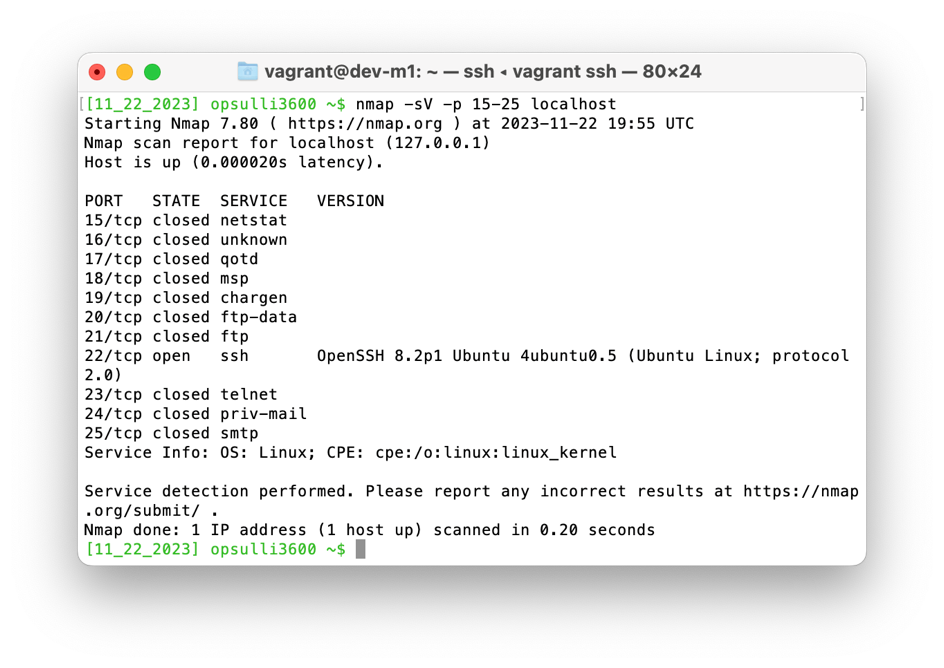 vagrant@dev-m1: ~ — ssh ◂ vagrant ssh — 80×24
[[11_22_2023] opsulli3600 ~$ nmap -sV -p 15-25 localhost ]
Starting Nmap 7.80 ( https://nmap.org ) at 2023-11-22 19:55 UTC
Nmap scan report for localhost (127.0.0.1)
Host is up (0.000020s latency).
PORT   STATE  SERVICE   VERSION
15/tcp closed netstat
16/tcp closed unknown
17/tcp closed qotd
18/tcp closed msp
19/tcp closed chargen
20/tcp closed ftp-data
21/tcp closed ftp
22/tcp open   ssh       OpenSSH 8.2p1 Ubuntu 4ubuntu0.5 (Ubuntu Linux; protocol
2.0)
23/tcp closed telnet
24/tcp closed priv-mail
25/tcp closed smtp
Service Info: OS: Linux; CPE: cpe:/o:linux:linux_kernel
Service detection performed. Please report any incorrect results at https://nmap
.org/submit/ .
Nmap done: 1 IP address (1 host up) scanned in 0.20 seconds
[11_22_2023] opsulli3600 ~$